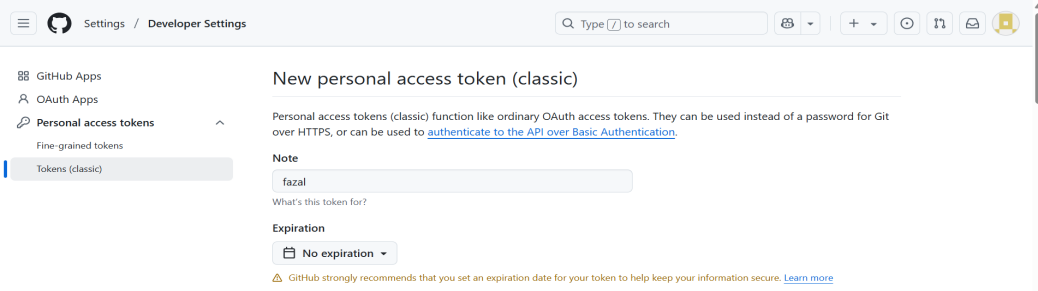 Settings / Developer Settings
Type / to search
GitHub Apps
OAuth Apps
Personal access tokens
Fine-grained tokens
Tokens (classic)
New personal access token (classic)
Personal access tokens (classic) function like ordinary OAuth access tokens. They can be used instead of a password for Git
over HTTPS, or can be used to authenticate to the API over Basic Authentication.
Note
fazal
What's this token for?
Expiration
No expiration
GitHub strongly recommends that you set an expiration date for your token to help keep your information secure. Learn more